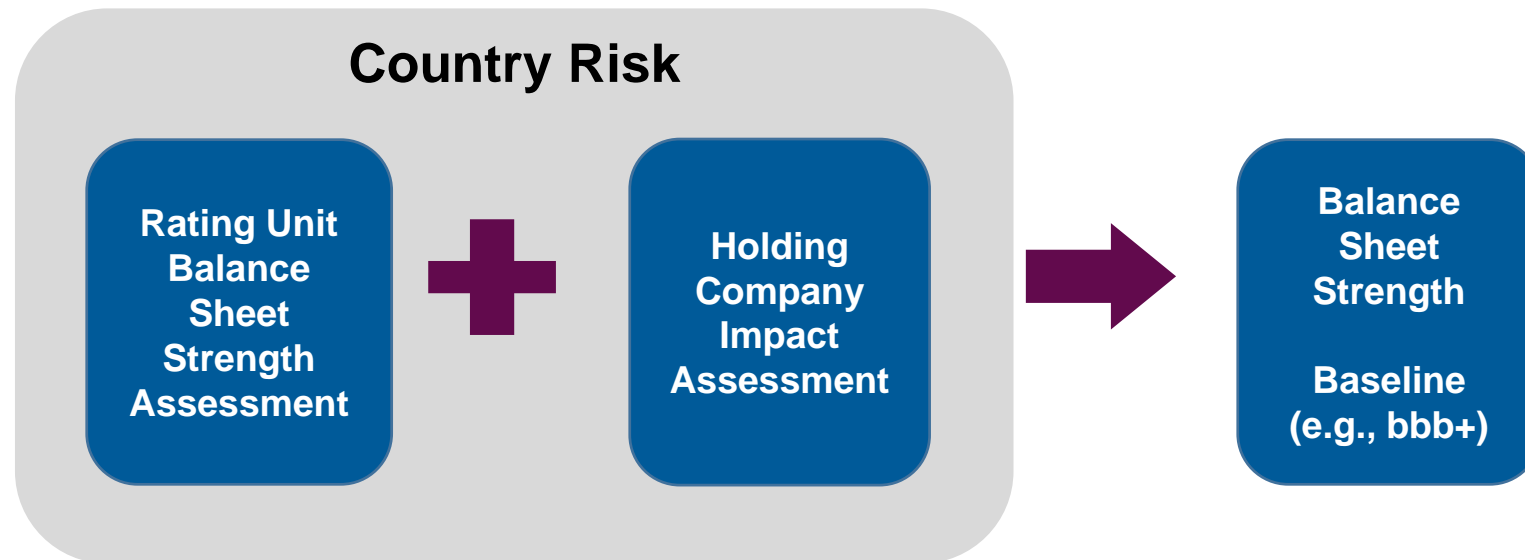 Country Risk
Rating Unit
Balance
Sheet
Strength
Assessment
Holding
Company
Impact
Assessment
Balance
Sheet
Strength
Baseline
(e.g., bbb+)